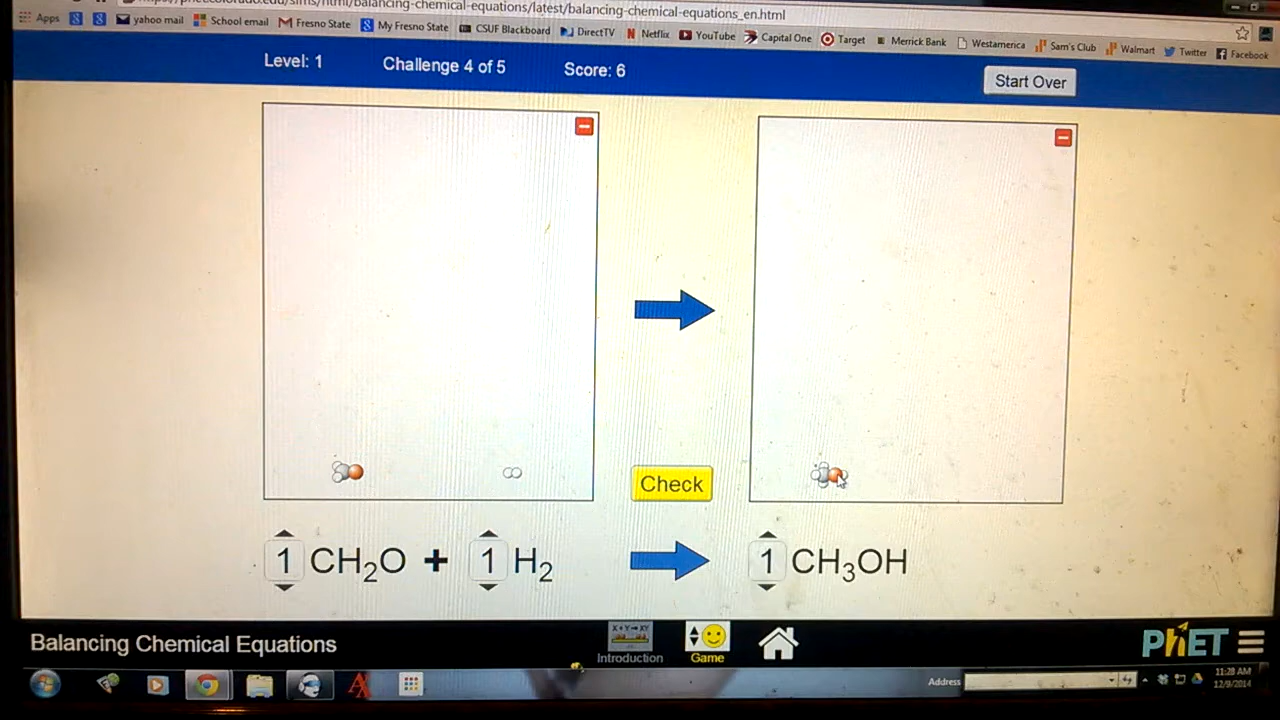 balancing-chemical-equations/latest/balancing-chemical-equations_en.html
Apps yahoo mail School email Fresno State My Fresno State CSUF Blackboard DirectTV Netflix YouTube Capital One Target Merrick Bank Westamerica Sam's Club Walmart Twitter Facebook
Level: 1 Challenge 4 of 5 Score: 6 Start Over
Check
1 CH₂O + 1 H₂ 1 CH₃OH
Balancing Chemical Equations
X+Y→XY
Introduction
Game
PhET
Address
11:28 AM
12/9/2014